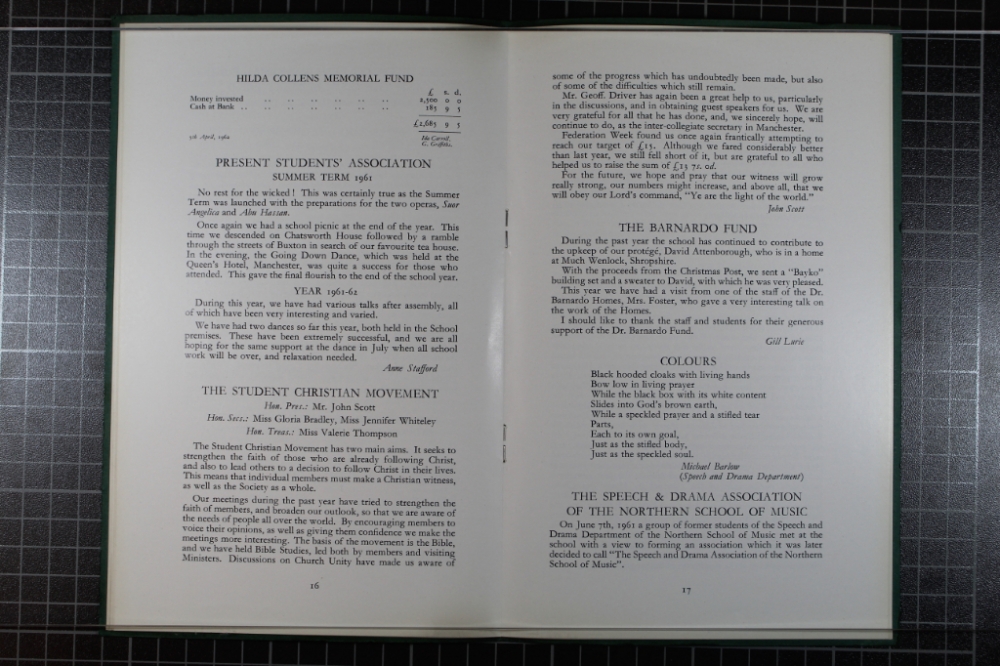 HILDA COLLENS MEMORIAL FUND
£ s. d.
Money invested .. .. .. .. .. .. 2,500 0 0
Cash at Bank .. .. .. .. .. .. .. 185 9 5
£2,685 9 5
5th April, 1962
Ida Carroll,
G. Griffiths.
PRESENT STUDENTS' ASSOCIATION
SUMMER TERM 1961
No rest for the wicked! This was certainly true as the Summer
Term was launched with the preparations for the two operas, Suor
Angelica and Abu Hassan.
Once again we had a school picnic at the end of the year. This
time we descended on Chatsworth House followed by a ramble
through the streets of Buxton in search of our favourite tea house.
In the evening, the Going Down Dance, which was held at the
Queen's Hotel, Manchester, was quite a success for those who
attended. This gave the final flourish to the end of the school year.
YEAR 1961-62
During this year, we have had various talks after assembly, all
of which have been very interesting and varied.
We have had two dances so far this year, both held in the School
premises. These have been extremely successful, and we are all
hoping for the same support at the dance in July when all school
work will be over, and relaxation needed.
Anne Stafford
THE STUDENT CHRISTIAN MOVEMENT
Hon. Pres.: Mr. John Scott
Hon. Secs.: Miss Gloria Bradley, Miss Jennifer Whiteley
Hon. Treas.: Miss Valerie Thompson
The Student Christian Movement has two main aims. It seeks to
strengthen the faith of those who are already following Christ,
and also to lead others to a decision to follow Christ in their lives.
This means that individual members must make a Christian witness,
as well as the Society as a whole.
Our meetings during the past year have tried to strengthen the
faith of members, and broaden our outlook, so that we are aware of
the needs of people all over the world. By encouraging members to
voice their opinions, as well as giving them confidence we make the
meetings more interesting. The basis of the movement is the Bible,
and we have held Bible Studies, led both by members and visiting
Ministers. Discussions on Church Unity have made us aware of
16
some of the progress which has undoubtedly been made, but also
of some of the difficulties which still remain.
Mr. Geoff. Driver has again been a great help to us, particularly
in the discussions, and in obtaining guest speakers for us. We are
very grateful for all that he has done, and, we sincerely hope, will
continue to do, as the inter-collegiate secretary in Manchester.
Federation Week found us once again frantically attempting to
reach our target of £15. Although we fared considerably better
than last year, we still fell short of it, but are grateful to all who
helped us to raise the sum of £13 7s. 0d.
For the future, we hope and pray that our witness will grow
really strong, our numbers might increase, and above all, that we
will obey our Lord's command, "Ye are the light of the world."
John Scott
THE BARNARDO FUND
During the past year the school has continued to contribute to
the upkeep of our protégé, David Attenborough, who is in a home
at Much Wenlock, Shropshire.
With the proceeds from the Christmas Post, we sent a "Bayko"
building set and a sweater to David, with which he was very pleased.
This year we have had a visit from one of the staff of the Dr.
Barnardo Homes, Mrs. Foster, who gave a very interesting talk on
the work of the Homes.
I should like to thank the staff and students for their generous
support of the Dr. Barnardo Fund.
Gill Lurie
COLOURS
Black hooded cloaks with living hands
Bow low in living prayer
While the black box with its white content
Slides into God's brown earth,
While a speckled prayer and a stifled tear
Parts,
Each to its own goal,
Just as the stifled body,
Just as the speckled soul.
Michael Barlow
(Speech and Drama Department)
THE SPEECH & DRAMA ASSOCIATION
OF THE NORTHERN SCHOOL OF MUSIC
On June 7th, 1961 a group of former students of the Speech and
Drama Department of the Northern School of Music met at the
school with a view to forming an association which it was later
decided to call "The Speech and Drama Association of the Northern
School of Music".
17